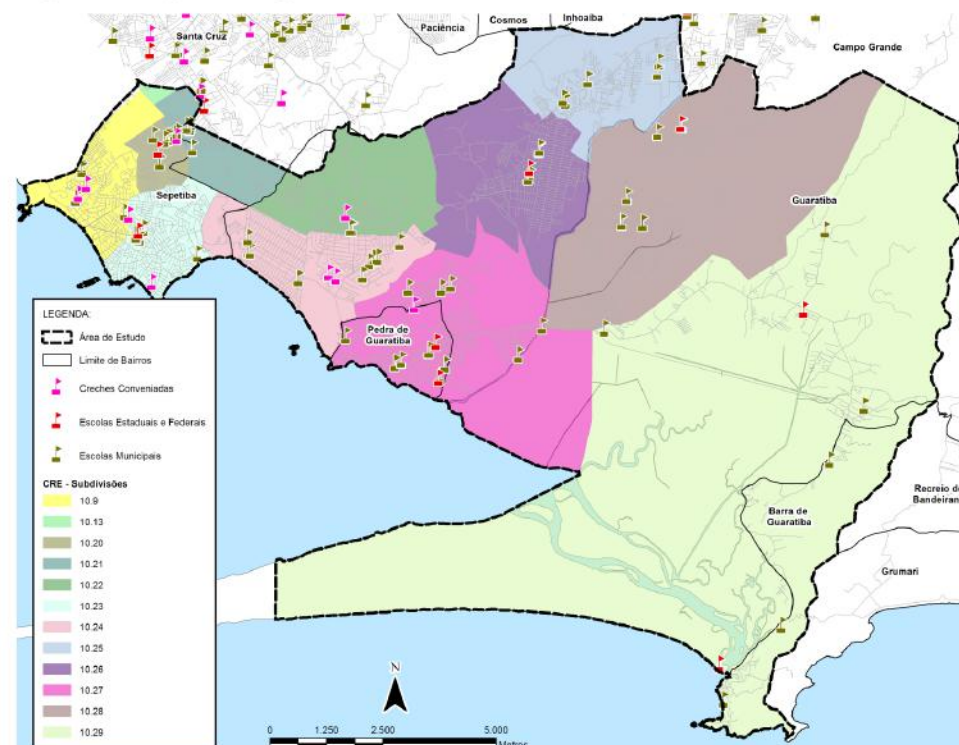 Inhoaíba
Cosmos
Paciência
Santa Cruz
Campo Grande
Sepetiba
Guaratiba
Pedra de
Guaratiba
Barra de
Guaratiba
Recreio do
Grumari
LEGENDA:
Área de Estudo
Limite de Bairros
Creches Conveniadas
Escolas Estaduais e Federais
Escolas Municipais
CRE - Subdivisões
10.9
10.13
10.20
10.21
10.22
10.23
10.24
10.25
10.26
10.27
10.28
10.29
N
0 1.250 2.500 5.000